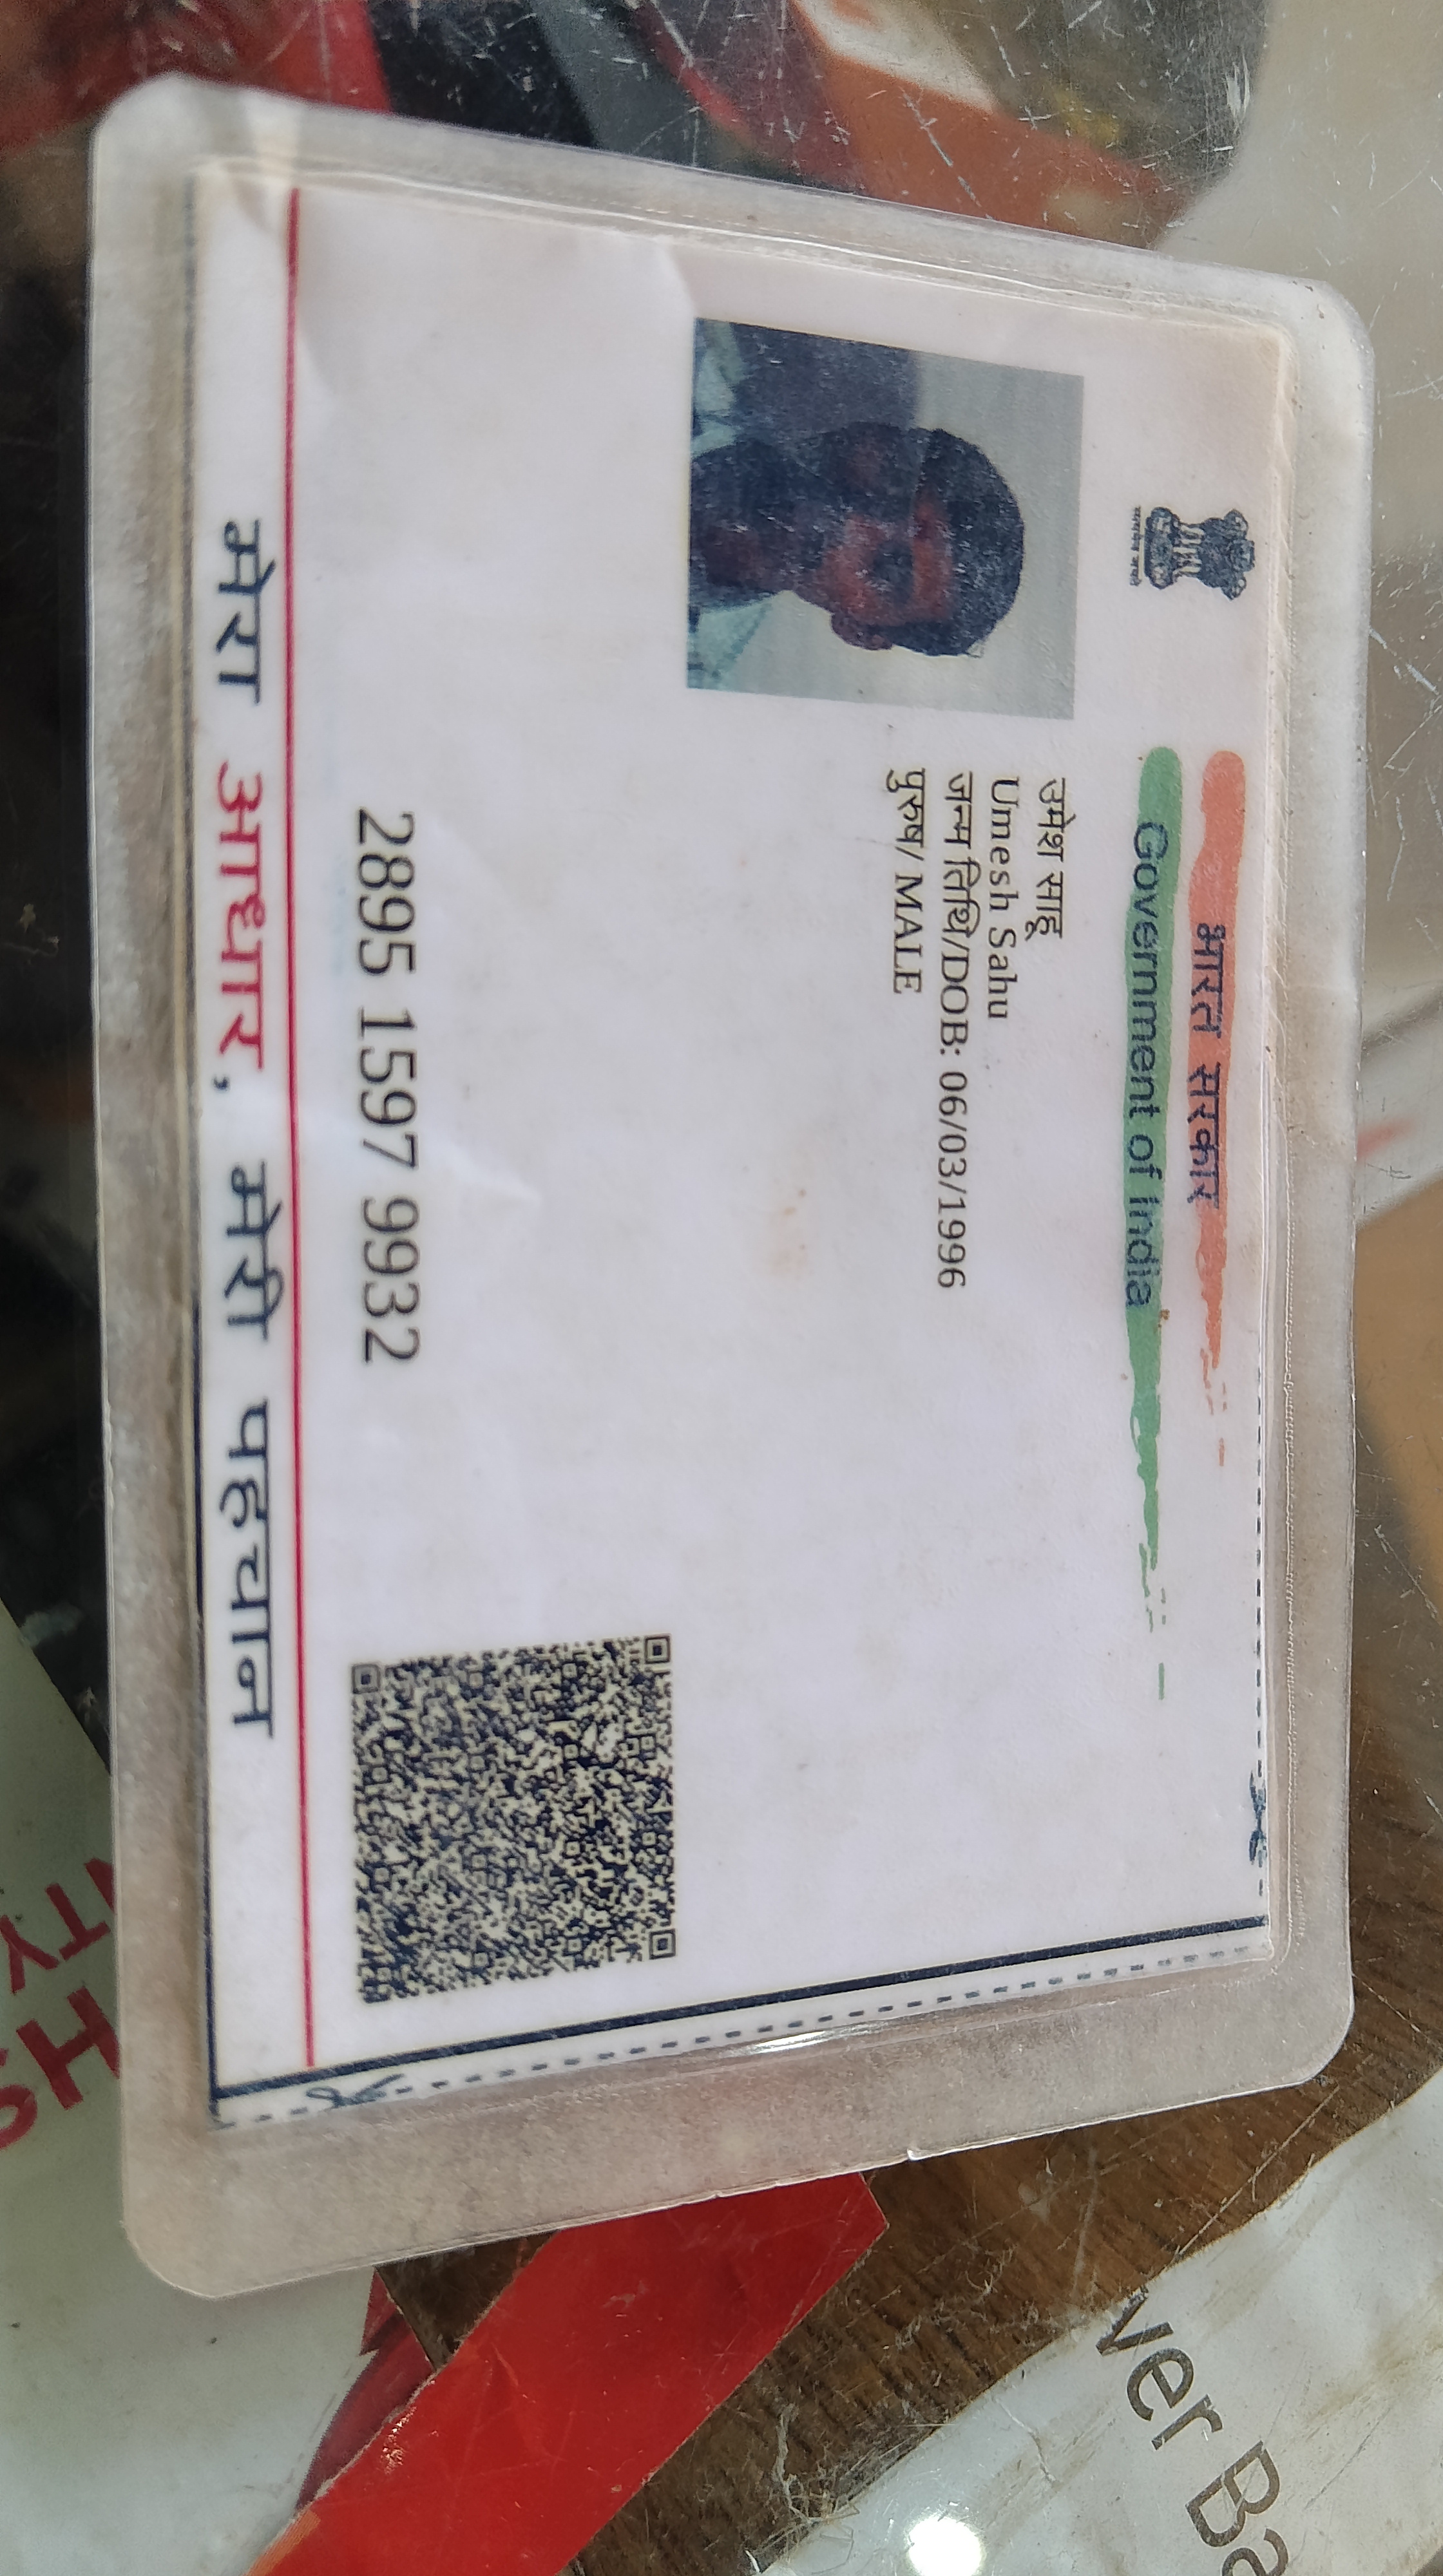 भारत सरकार
Government of India
उमेश साहू
Umesh Sahu
जन्म तिथि/DOB: 06/03/1996
पुरुष/ MALE
2895 1597 9932
मेरा आधार, मेरी पहचान